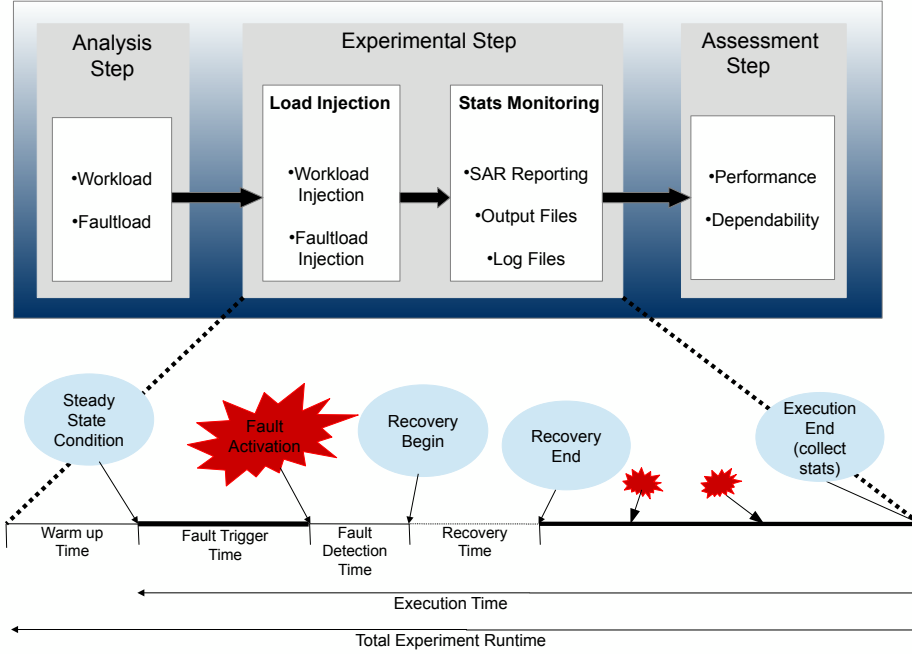 Analysis
Step
•Workload
•Faultload
Experimental Step
Load Injection
•Workload
Injection
•Faultload
Injection
Stats Monitoring
•SAR Reporting
•Output Files
•Log Files
Assessment
Step
•Performance
•Dependability
Steady
State
Condition
Fault
Activation
Recovery
Begin
Recovery
End
Execution
End
(collect
stats)
Warm up
Time
Fault Trigger
Time
Fault
Detection
Time
Recovery
Time
Execution Time
Total Experiment Runtime